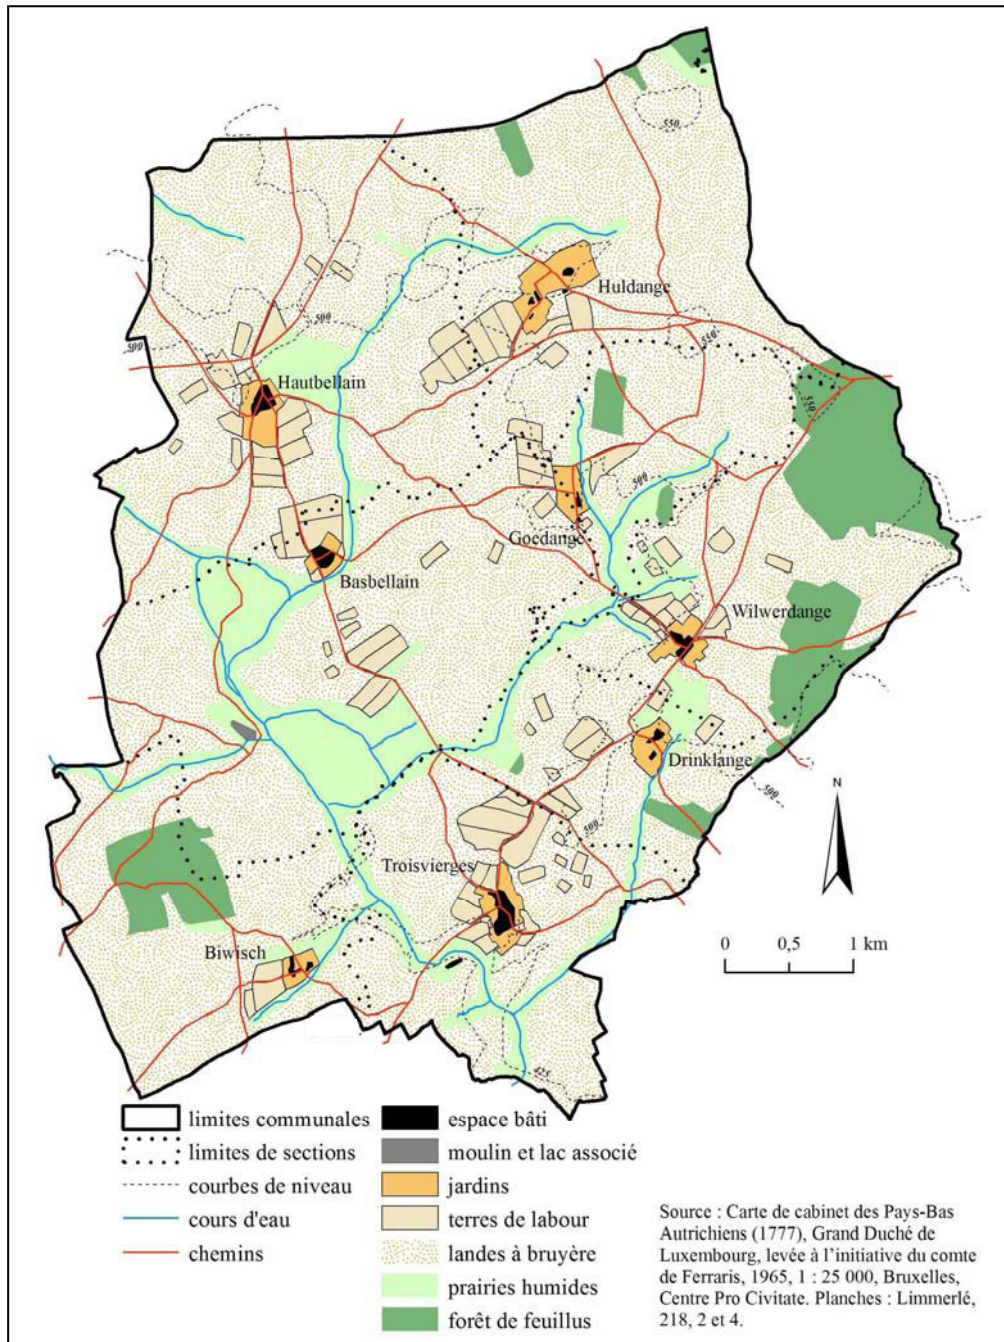 550
Huldange
500
500
550
Hautbellain
550
500
Goedange
Basbellain
Wilwerdange
Drinklange
500
N
500
Troisvierges
0 0,5 1 km
Biwisch
425
limites communales
limites de sections
courbes de niveau
cours d'eau
chemins
espace bâti
moulin et lac associé
jardins
terres de labour
landes à bruyère
prairies humides
forêt de feuillus
Source : Carte de cabinet des Pays-Bas
Autrichiens (1777), Grand Duché de
Luxembourg, levée à l’initiative du comte
de Ferraris, 1965, 1 : 25 000, Bruxelles,
Centre Pro Civitate. Planches : Limmerlé,
218, 2 et 4.